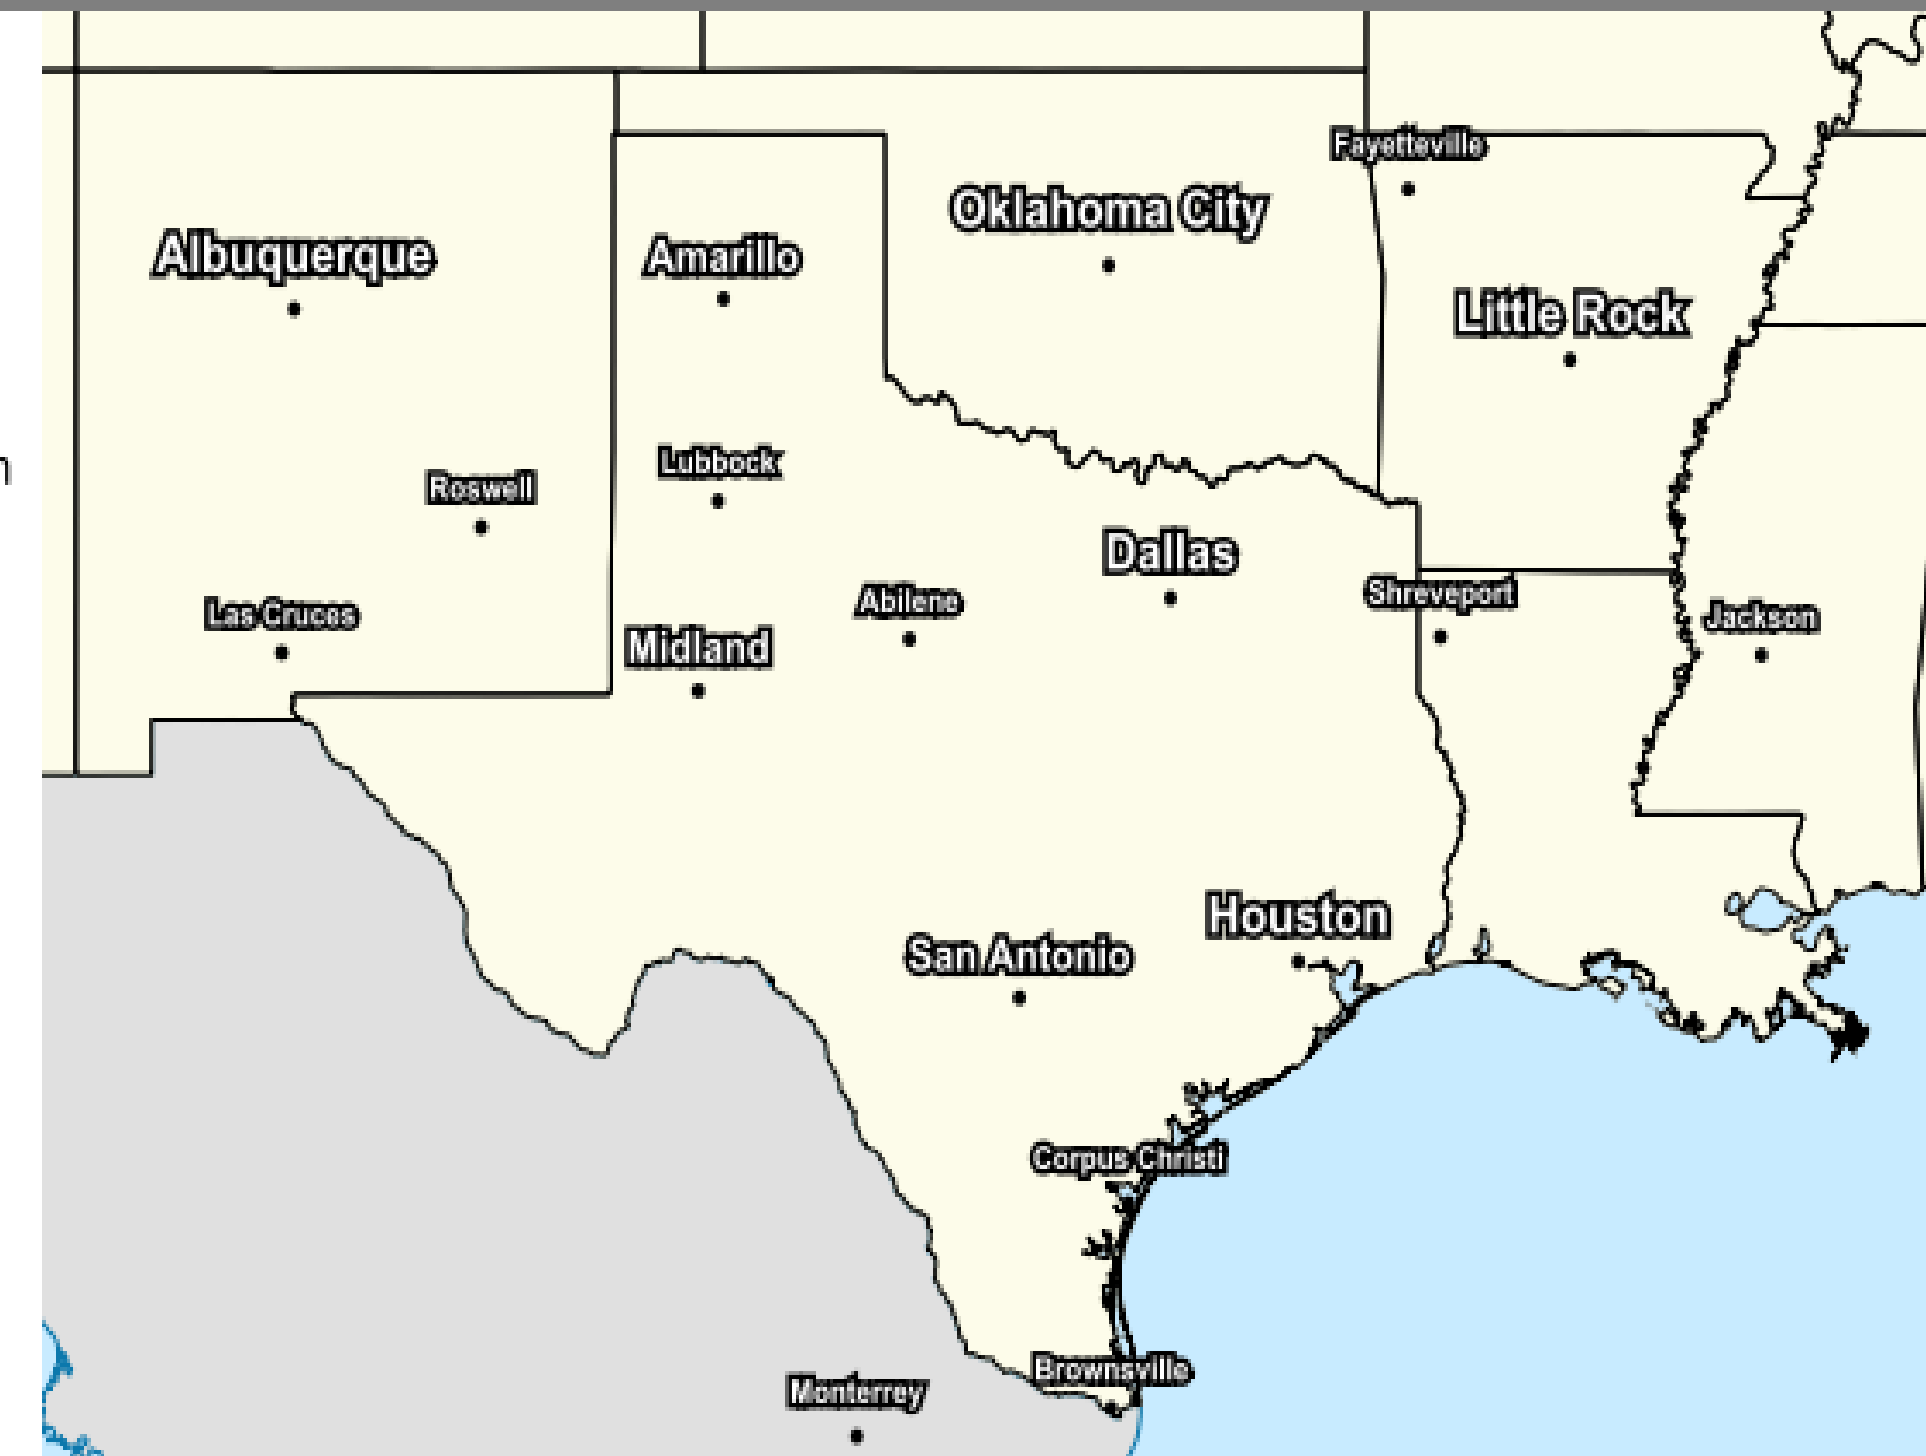 Fayetteville
Oklahoma City
Albuquerque
Amarillo
Little Rock
n
Lubbock
Roswell
Dallas
Abilene
Shreveport
Las Cruces
Jackson
Midland
Houston
San Antonio
Corpus Christi
Brownsville
Monterrey